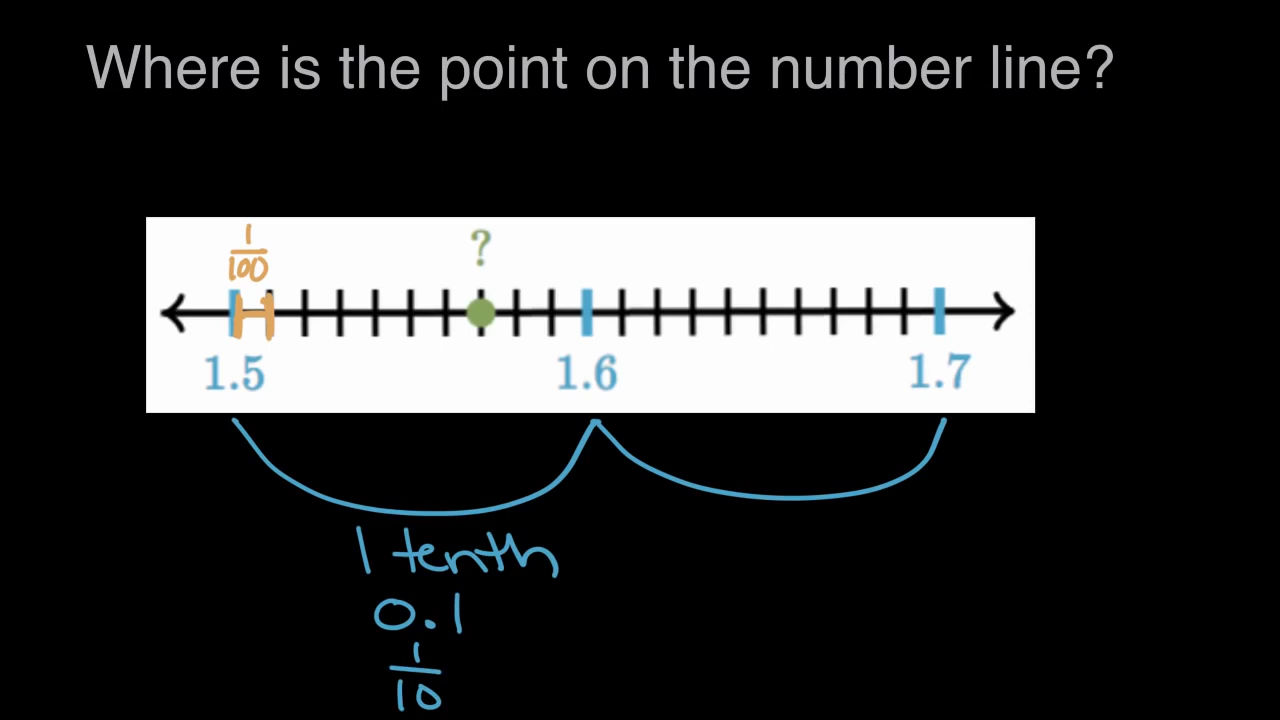 Where is the point on the number line?
1/100
?
1.5 1.6 1.7
1 tenth
0.1
1/10